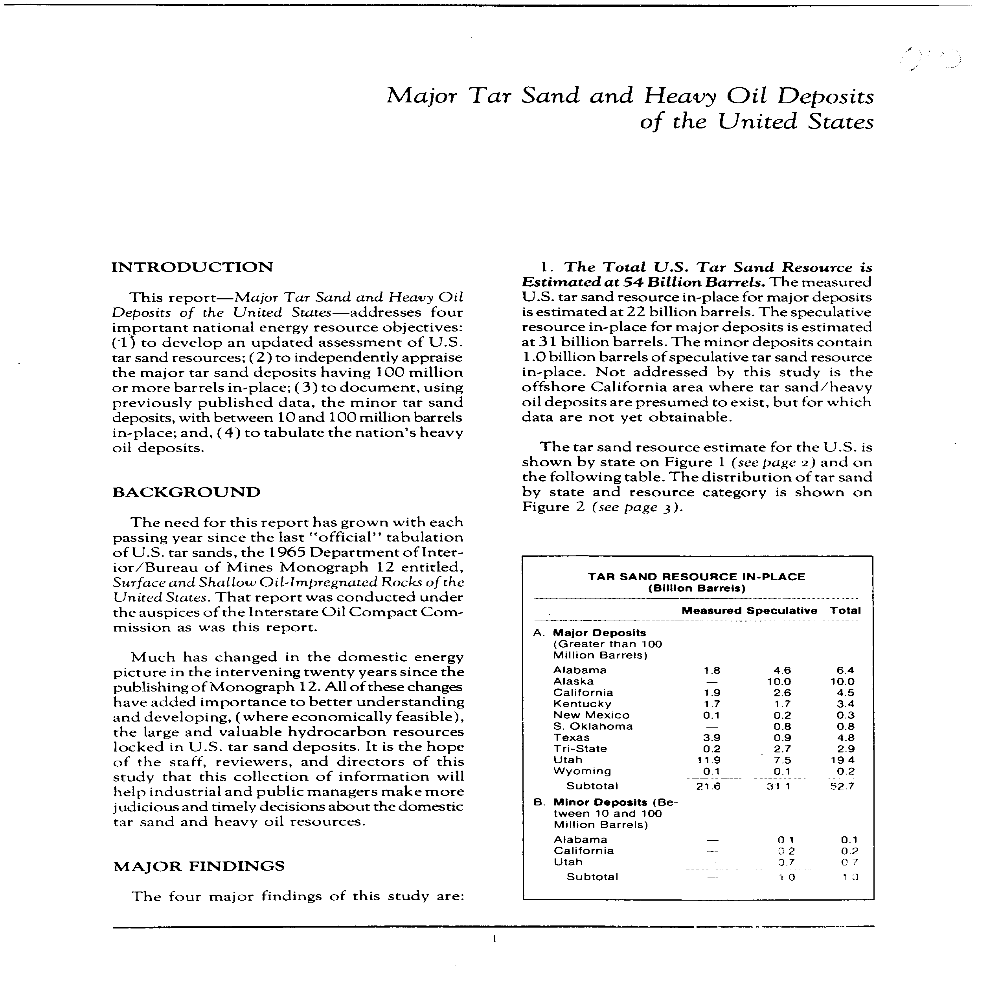 Major Tar Sand and Heavy Oil Deposits
of the United States
INTRODUCTION
This report—Major Tar Sand and Heavy Oil
Deposits of the United States—addresses four
important national energy resource objectives:
(1) to develop an updated assessment of U.S.
tar sand resources; (2) to independently appraise
the major tar sand deposits having 100 million
or more barrels in-place; (3) to document, using
previously published data, the minor tar sand
deposits, with between 10 and 100 million barrels
in-place; and, (4) to tabulate the nation's heavy
oil deposits.
BACKGROUND
The need for this report has grown with each
passing year since the last "official" tabulation
of U.S. tar sands, the 1965 Department of Inter-
ior/Bureau of Mines Monograph 12 entitled,
Surface and Shallow Oil-Impregnated Rocks of the
United States. That report was conducted under
the auspices of the Interstate Oil Compact Com-
mission as was this report.
Much has changed in the domestic energy
picture in the intervening twenty years since the
publishing of Monograph 12. All of these changes
have added importance to better understanding
and developing, (where economically feasible),
the large and valuable hydrocarbon resources
locked in U.S. tar sand deposits. It is the hope
of the staff, reviewers, and directors of this
study that this collection of information will
help industrial and public managers make more
judicious and timely decisions about the domestic
tar sand and heavy oil resources.
MAJOR FINDINGS
The four major findings of this study are:
1. The Total U.S. Tar Sand Resource is
Estimated at 54 Billion Barrels. The measured
U.S. tar sand resource in-place for major deposits
is estimated at 22 billion barrels. The speculative
resource in-place for major deposits is estimated
at 31 billion barrels. The minor deposits contain
1.0 billion barrels of speculative tar sand resource
in-place. Not addressed by this study is the
offshore California area where tar sand/heavy
oil deposits are presumed to exist, but for which
data are not yet obtainable.
The tar sand resource estimate for the U.S. is
shown by state on Figure 1 (see page 2) and on
the following table. The distribution of tar sand
by state and resource category is shown on
Figure 2 (see page 3).
TAR SAND RESOURCE IN-PLACE
(Billion Barrels)
Measured Speculative Total
A. Major Deposits
(Greater than 100
Million Barrels)
Alabama 1.8 4.6 6.4
Alaska — 10.0 10.0
California 1.9 2.6 4.5
Kentucky 1.7 1.7 3.4
New Mexico 0.1 0.2 0.3
S. Oklahoma — 0.8 0.8
Texas 3.9 0.9 4.8
Tri-State 0.2 2.7 2.9
Utah 11.9 7.5 19.4
Wyoming 0.1 0.1 0.2
Subtotal 21.6 31.1 52.7
B. Minor Deposits (Be-
tween 10 and 100
Million Barrels)
Alabama — 0.1 0.1
California — 0.2 0.2
Utah 0.7 0.7
Subtotal — 1.0 1.0
1